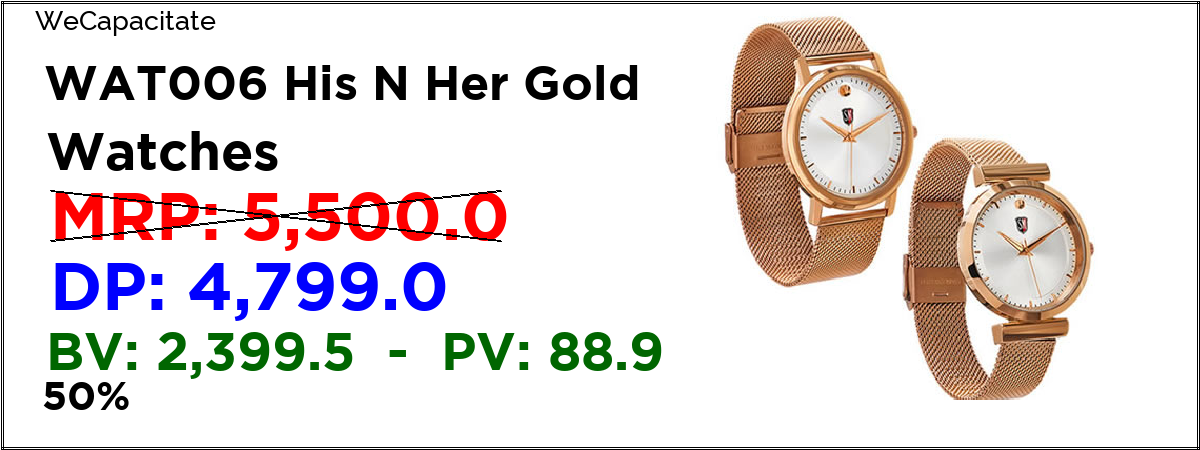 WeCapacitate
WAT006 His N Her Gold
Watches
MRP: 5,500.0
DP: 4,799.0
BV: 2,399.5 - PV: 88.9
50%